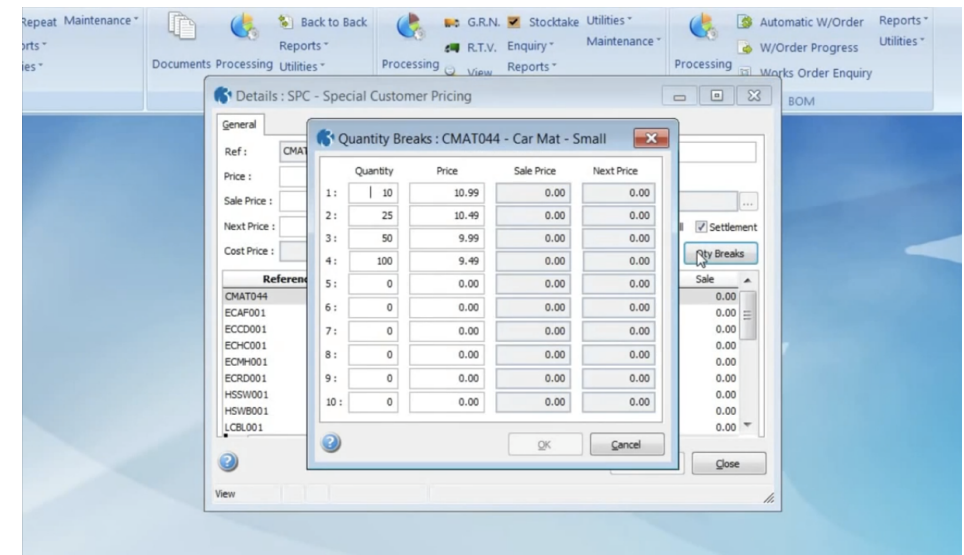 Repeat Maintenance
Back to Back
G.R.N.
Stocktake
Utilities
Automatic W/Order
Reports
Reports
R.T.V.
Enquiry
Maintenance
W/Order Progress
Utilities
Documents Processing Utilities
Processing
View
Reports
Processing
Works Order Enquiry
BOM
Details : SPC - Special Customer Pricing
General
Ref :
CMAT
Price :
Sale Price :
Next Price :
Settlement
Cost Price :
Qty Breaks
Sale
CMAT044 0.00
ECAF001 0.00
ECCD001 0.00
ECHC001 0.00
ECMH001 0.00
ECRD001 0.00
HSSW001 0.00
HSWB001 0.00
LCBL001 0.00
Close
View
Quantity Breaks : CMAT044 - Car Mat - Small
Quantity Price Sale Price Next Price
1 : 10 10.99 0.00 0.00
2 : 25 10.49 0.00 0.00
3 : 50 9.99 0.00 0.00
4 : 100 9.49 0.00 0.00
5 : 0 0.00 0.00 0.00
6 : 0 0.00 0.00 0.00
7 : 0 0.00 0.00 0.00
8 : 0 0.00 0.00 0.00
9 : 0 0.00 0.00 0.00
10 : 0 0.00 0.00 0.00
OK Cancel